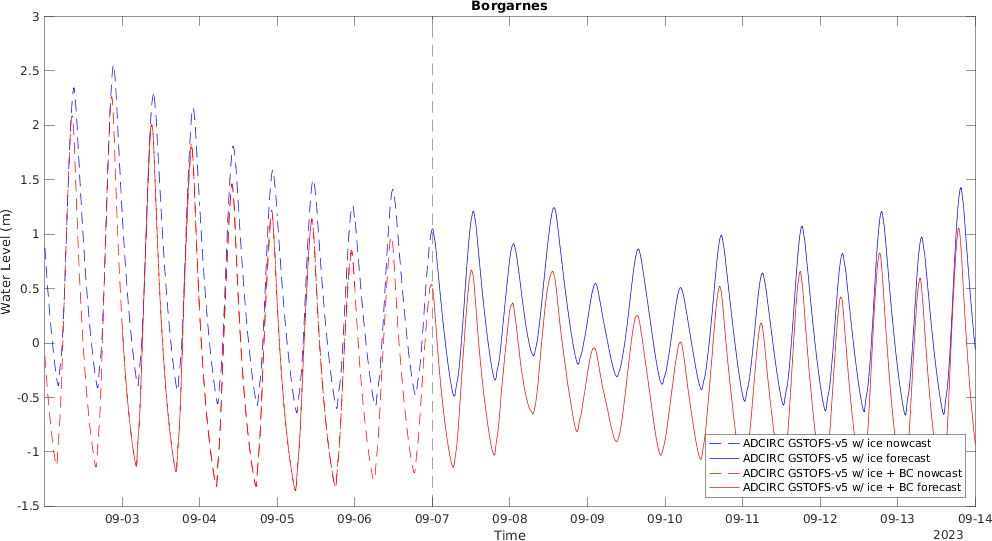 Borgarnes
3
2.5
2
1.5
1
0.5
0
-0.5
-1
-1.5
Water Level (m)
ADCIRC GSTOFS-v5 w/ ice nowcast
ADCIRC GSTOFS-v5 w/ ice forecast
ADCIRC GSTOFS-v5 w/ ice + BC nowcast
ADCIRC GSTOFS-v5 w/ ice + BC forecast
09-03 09-04 09-05 09-06 09-07 09-08 09-09 09-10 09-11 09-12 09-13 09-14
Time
2023